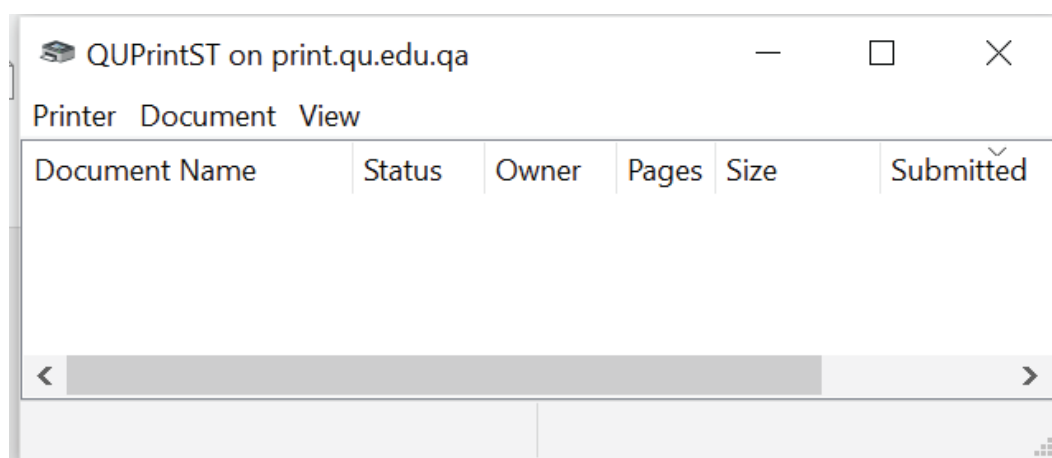 QUPrintST on print.qu.edu.qa
Printer Document View
Document Name Status Owner Pages Size Submitted